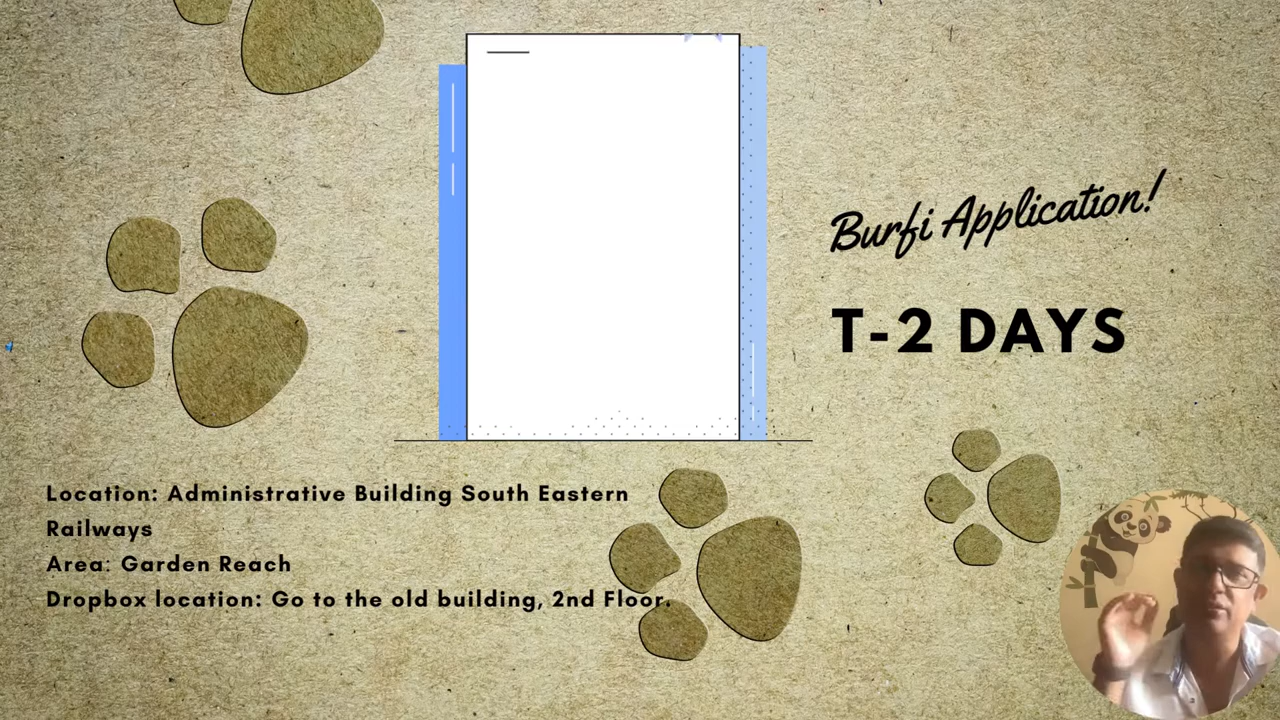 Burfi Application!
T-2 DAYS
Location: Administrative Building South Eastern
Railways
Area: Garden Reach
Dropbox location: Go to the old building, 2nd Floor.